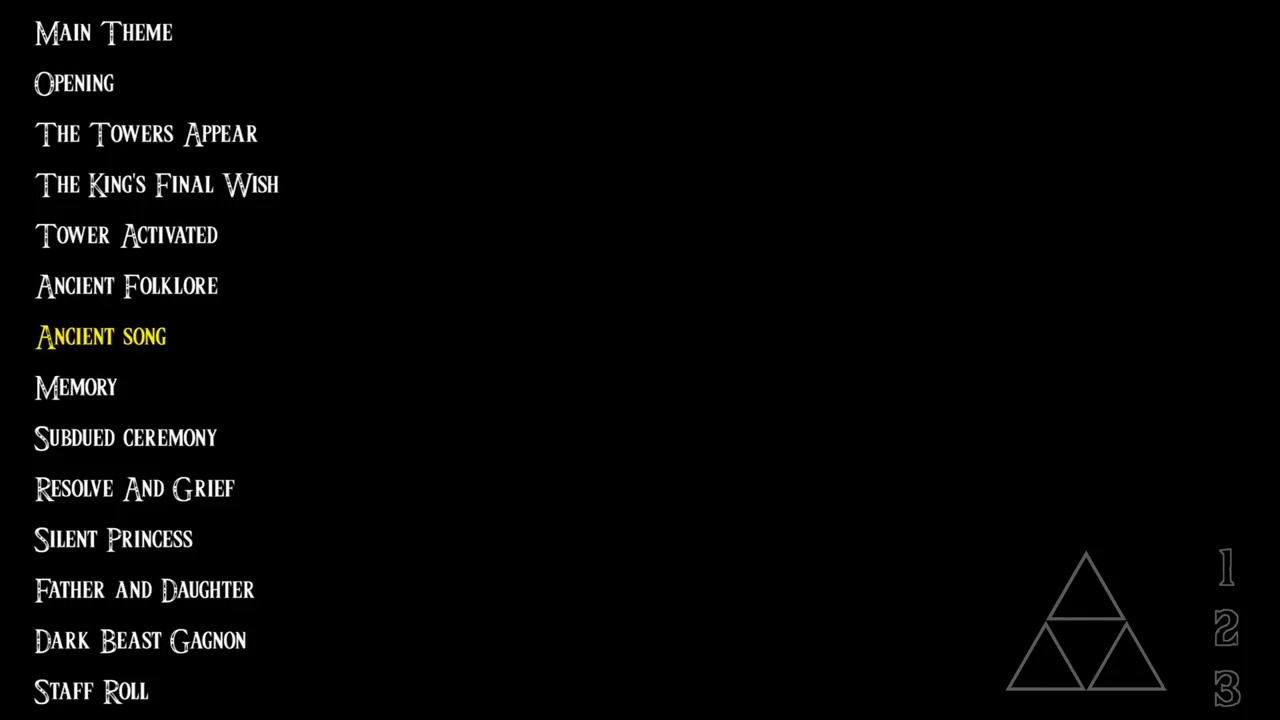 Main Theme
Opening
The Towers Appear
The King's Final Wish
Tower Activated
Ancient Folklore
Ancient song
Memory
Subdued ceremony
Resolve And Grief
Silent Princess
Father and Daughter
Dark Beast Gagnon
Staff Roll
1
2
3